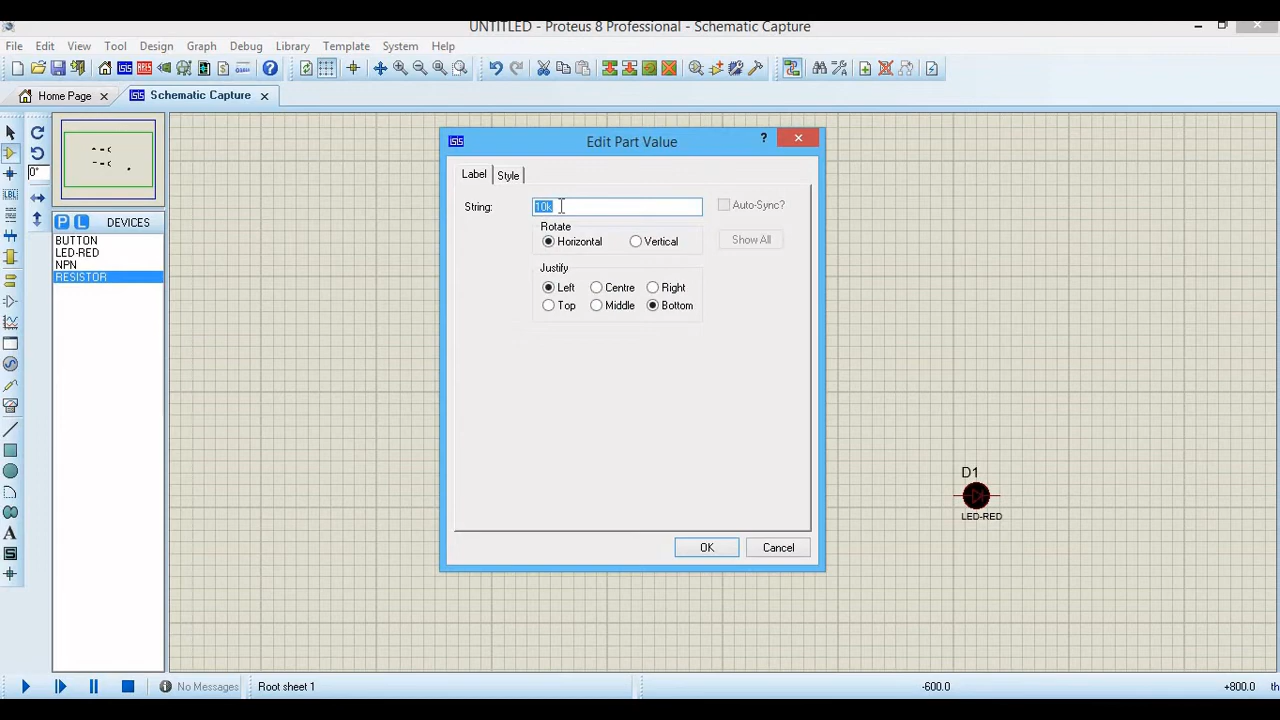 UNTITLED - Proteus 8 Professional - Schematic Capture
File Edit View Tool Design Graph Debug Library Template System Help
Home Page
Schematic Capture
0°
LBL
P L DEVICES
BUTTON
LED-RED
NPN
RESISTOR
Edit Part Value
Label Style
String: 10k Auto-Sync?
Rotate
Horizontal Vertical Show All
Justify
Left Centre Right
Top Middle Bottom
OK Cancel
D1
LED-RED
No Messages Root sheet 1 -600.0 +800.0 th